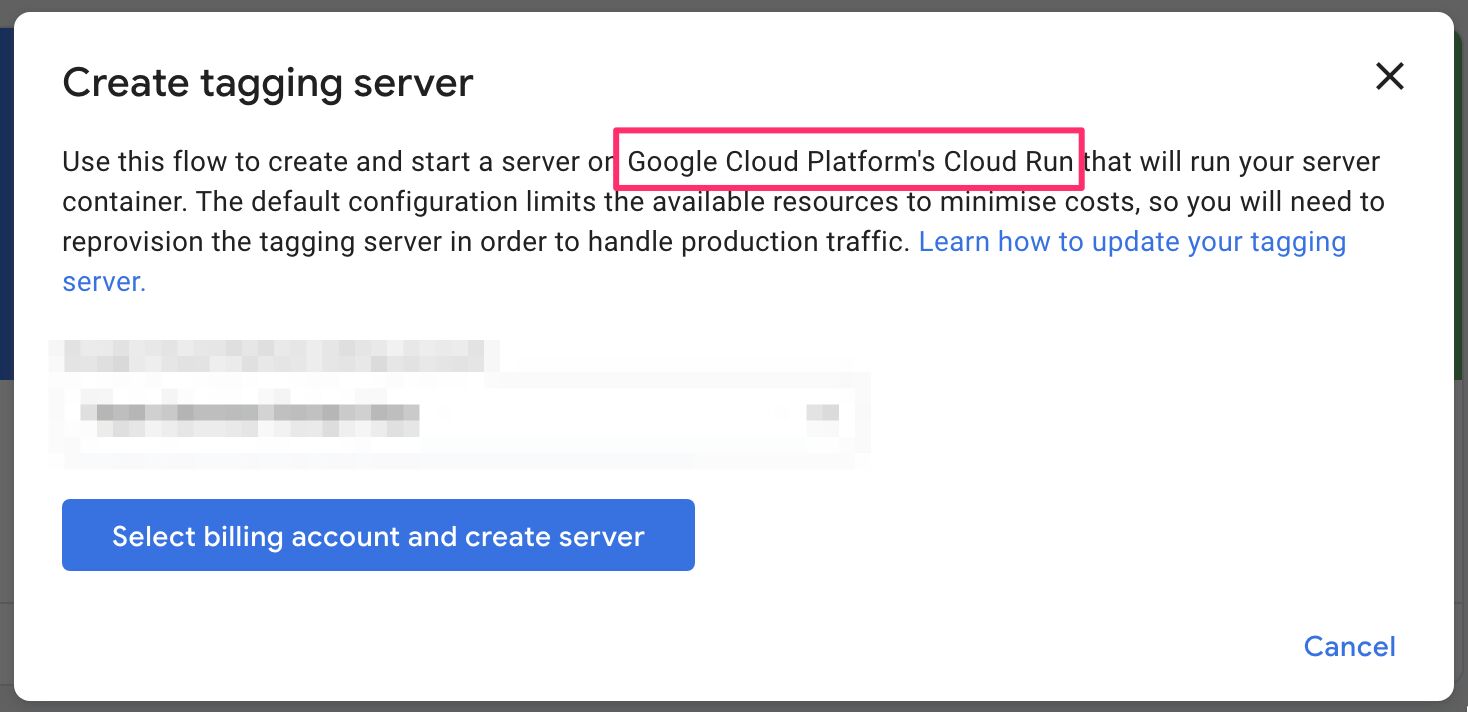 Create tagging server
Use this flow to create and start a server on Google Cloud Platform's Cloud Run that will run your server
container. The default configuration limits the available resources to minimise costs, so you will need to
reprovision the tagging server in order to handle production traffic. Learn how to update your tagging
server.
Select billing account and create server
Cancel